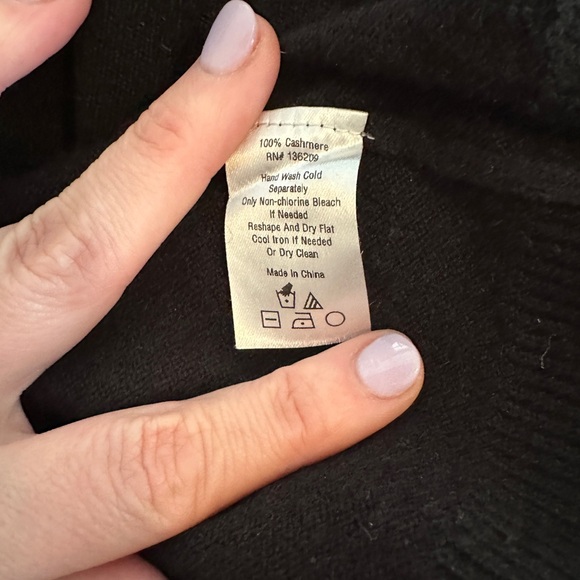 100% Cashmere
RN# 136209
Hand Wash Cold
Separately
Only Non-chlorine Bleach
If Needed
Reshape And Dry Flat
Cool Iron If Needed
Or Dry Clean
Made In China